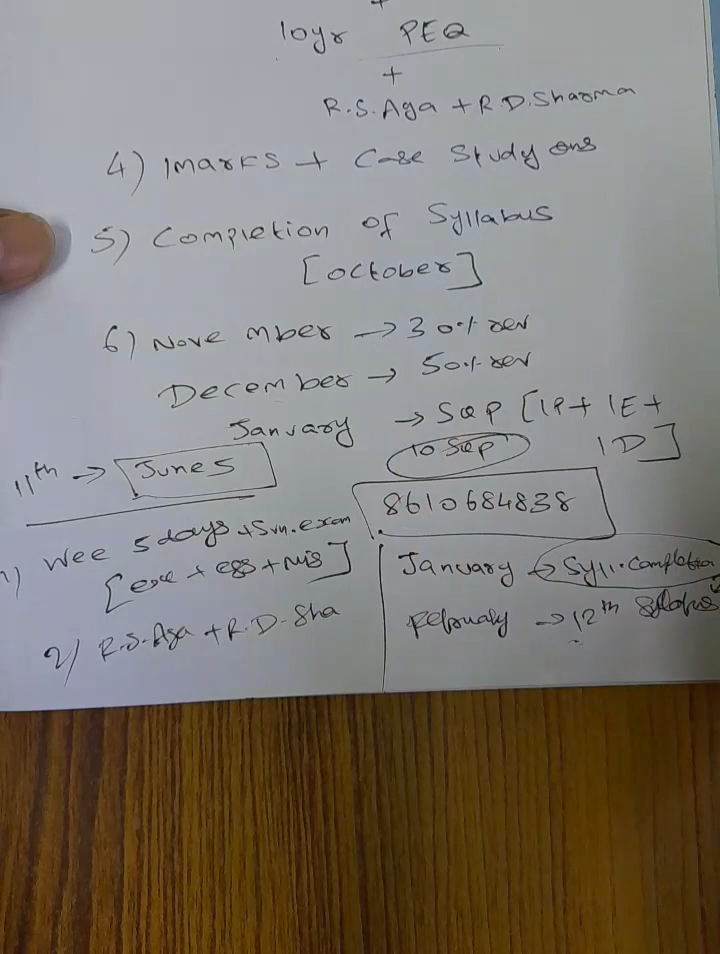 10yr PEQ
+
R.S.Aga + R.D.Sharma
4) 1marks + Case Study ons
5) Completion of Syllabus
[october]
6) November → 30% rev
December → 50% rev
January → SQP [1P+ 1E+
10 SQP 1D]
11th → June 5
8610684838
1) Wee 5 days + Sun.exam
[exe + egs + mis]
2) R.S-Aga + R.D-Sha
January → Syll.completion
February → 12th Syllabus